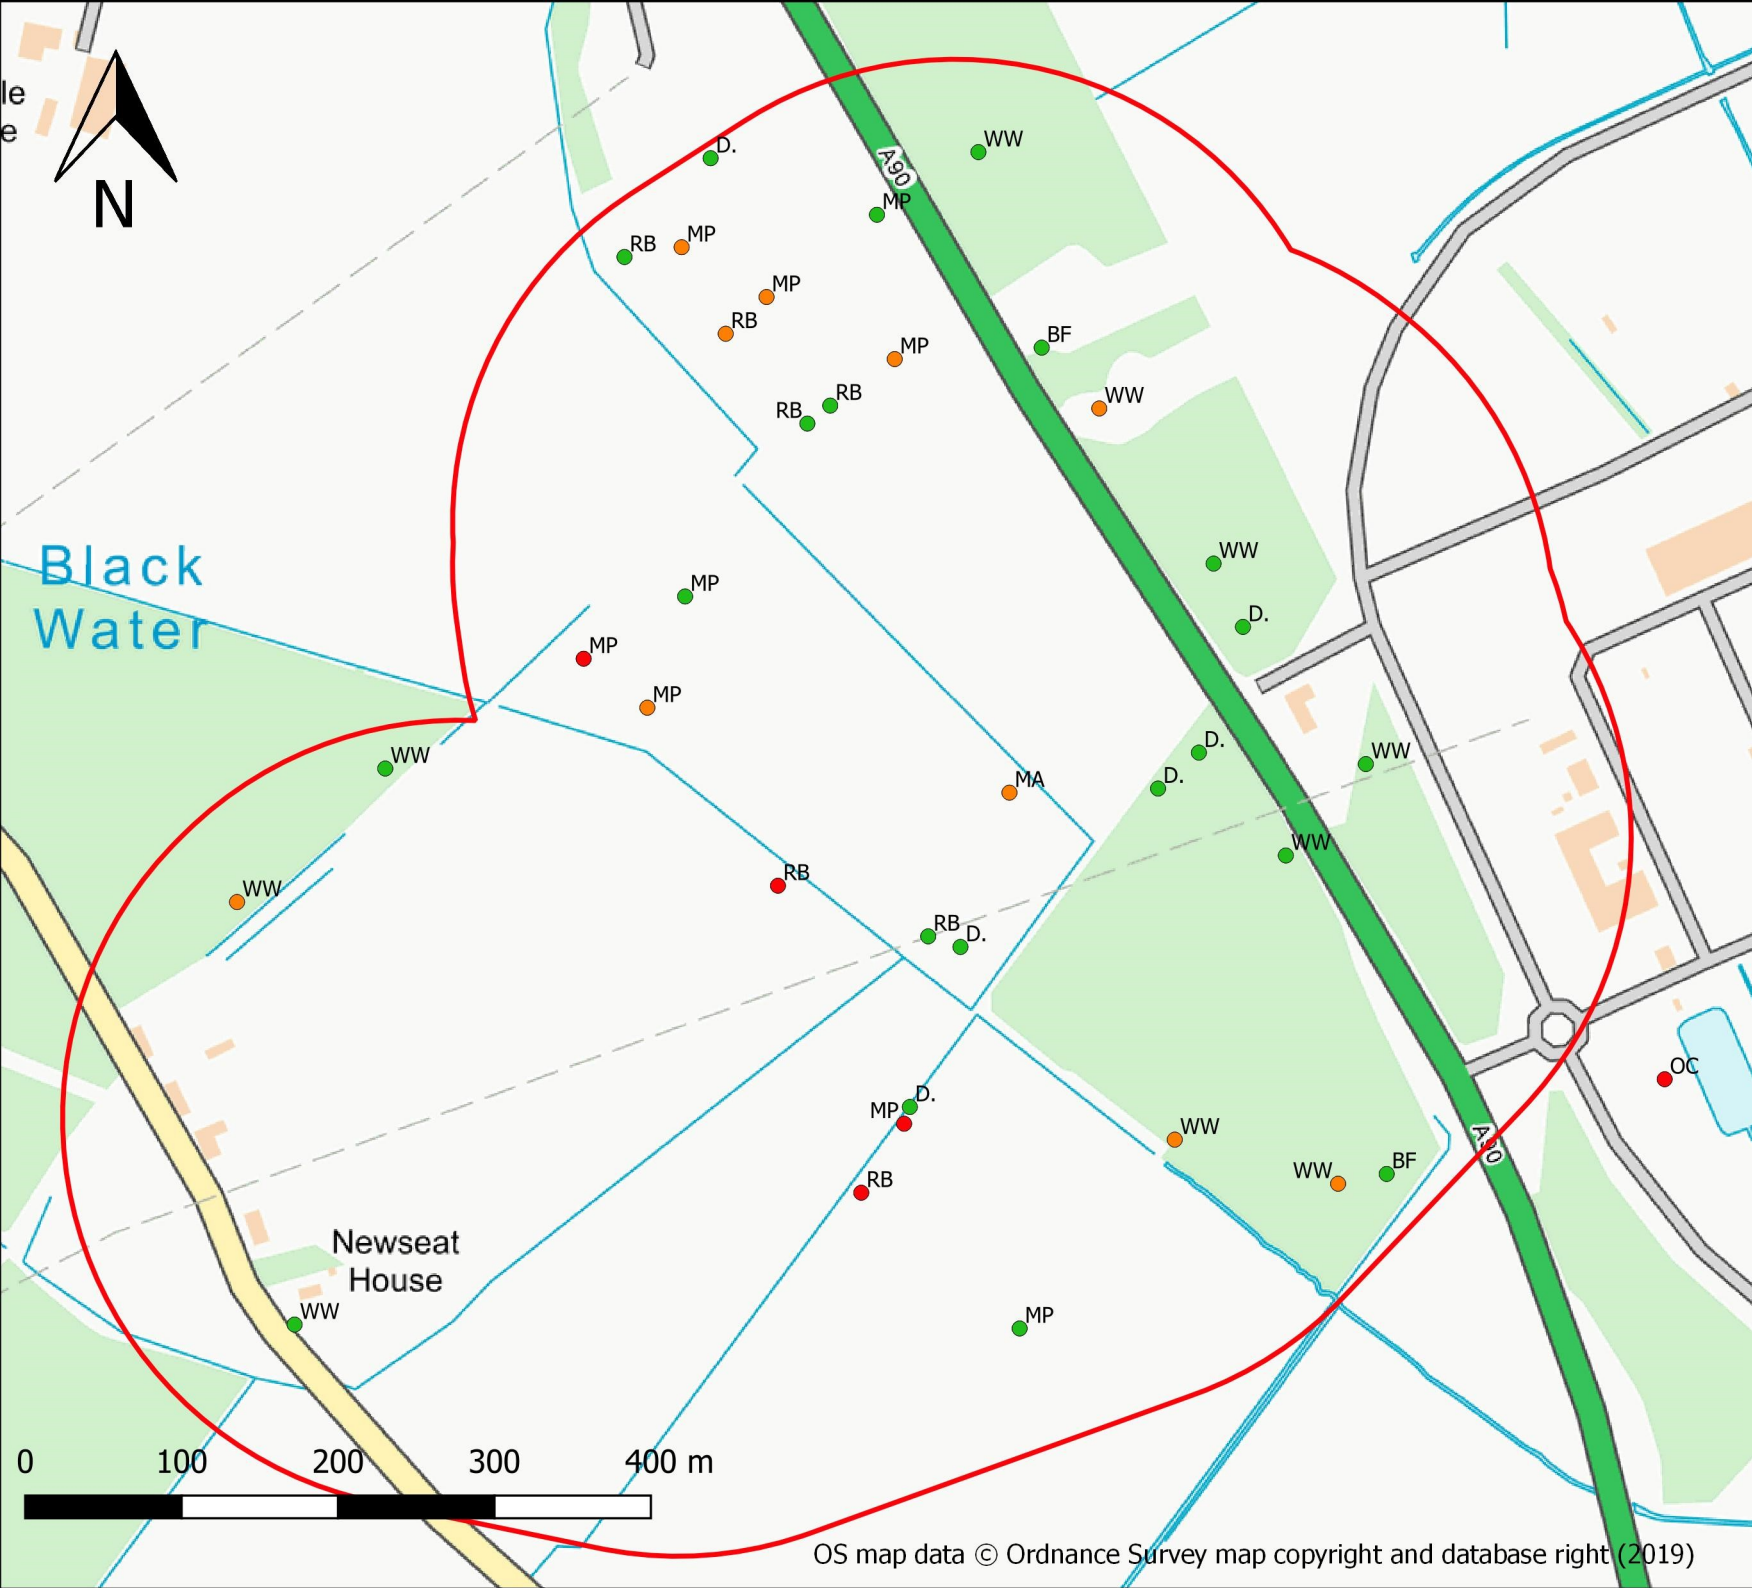 le
e
N
D.
WW
A90
MP
RB
MP
MP
RB
MP
BF
WW
RB
RB
WW
Black
Water
MP
D.
MP
MP
D.
WW
WW
D.
MA
WW
RB
WW
RB
D.
OC
D.
MP
WW
A90
WW
BF
RB
Newseat
House
WW
MP
0 100 200 300 400 m
OS map data © Ordnance Survey map copyright and database right (2019)